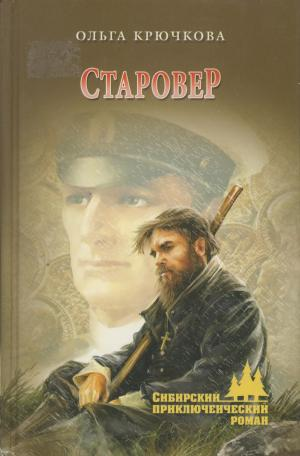 ОЛЬГА КРЮЧКОВА
СТАРОВЕР
СИБИРСКИЙ
ПРИКЛЮЧЕНЧЕСКИЙ
РОМАН